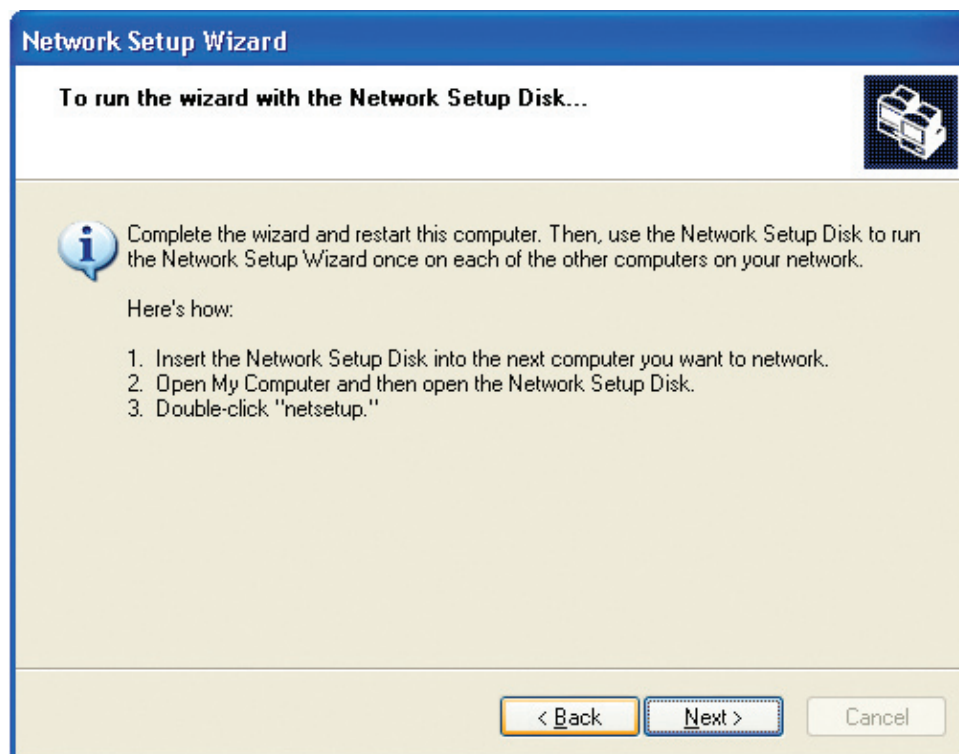 Network Setup Wizard
To run the wizard with the Network Setup Disk...
Complete the wizard and restart this computer. Then, use the Network Setup Disk to run
the Network Setup Wizard once on each of the other computers on your network.
Here's how:
1. Insert the Network Setup Disk into the next computer you want to network.
2. Open My Computer and then open the Network Setup Disk.
3. Double-click "netsetup."
< Back
Next >
Cancel